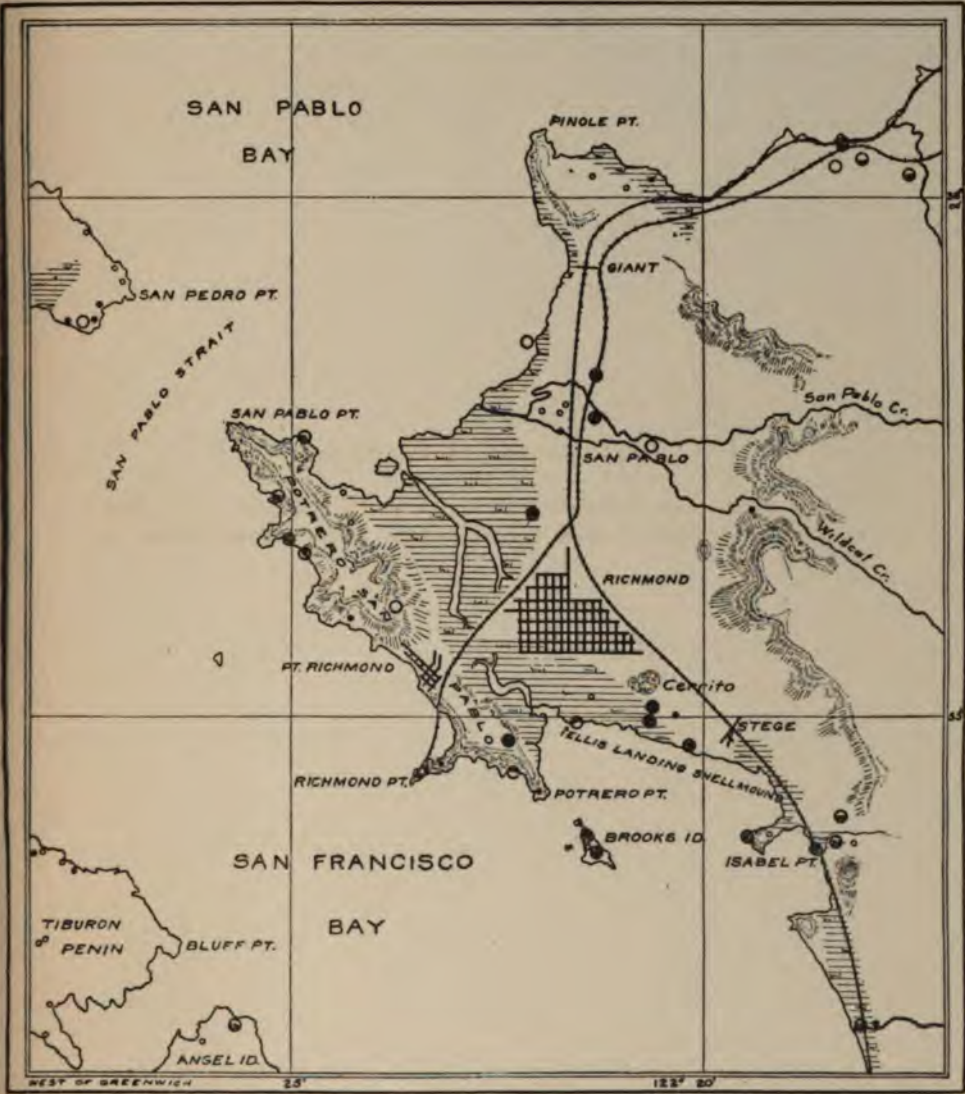 SAN PABLO
BAY
PINOLE PT.
GIANT
SAN PEDRO PT.
SAN PABLO STRAIT
SAN PABLO PT.
San Pablo Cr.
SAN PABLO
POTRERO
SAN
Wildcat Cr.
RICHMOND
PT. RICHMOND
PABLO
Cerrito
STEGE
55
ELLIS LANDING SHELLMOUND
RICHMOND PT.
POTRERO PT.
BROOKS ID.
ISABEL PT.
SAN FRANCISCO
BAY
TIBURON
PENIN
BLUFF PT.
ANSEL ID.
WEST OF GREENWICH
25'
122° 20'